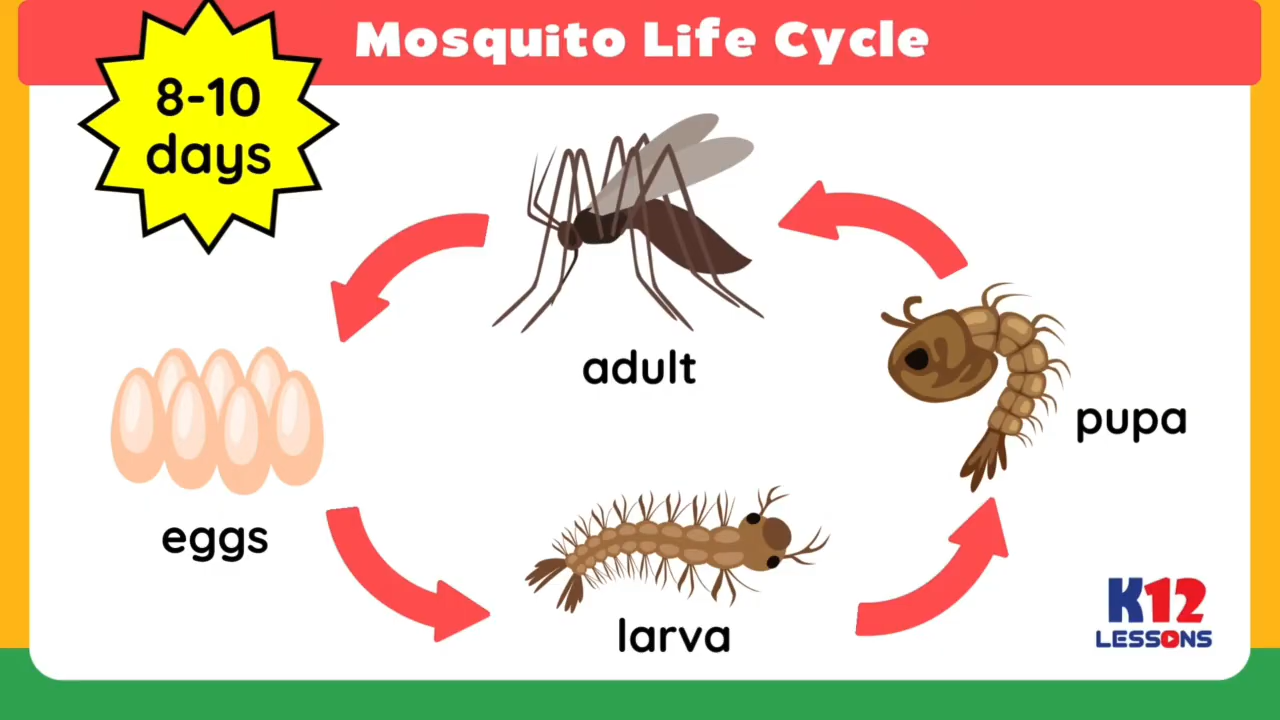 Mosquito Life Cycle
8-10
days
adult
pupa
eggs
larva
K12
LESSONS